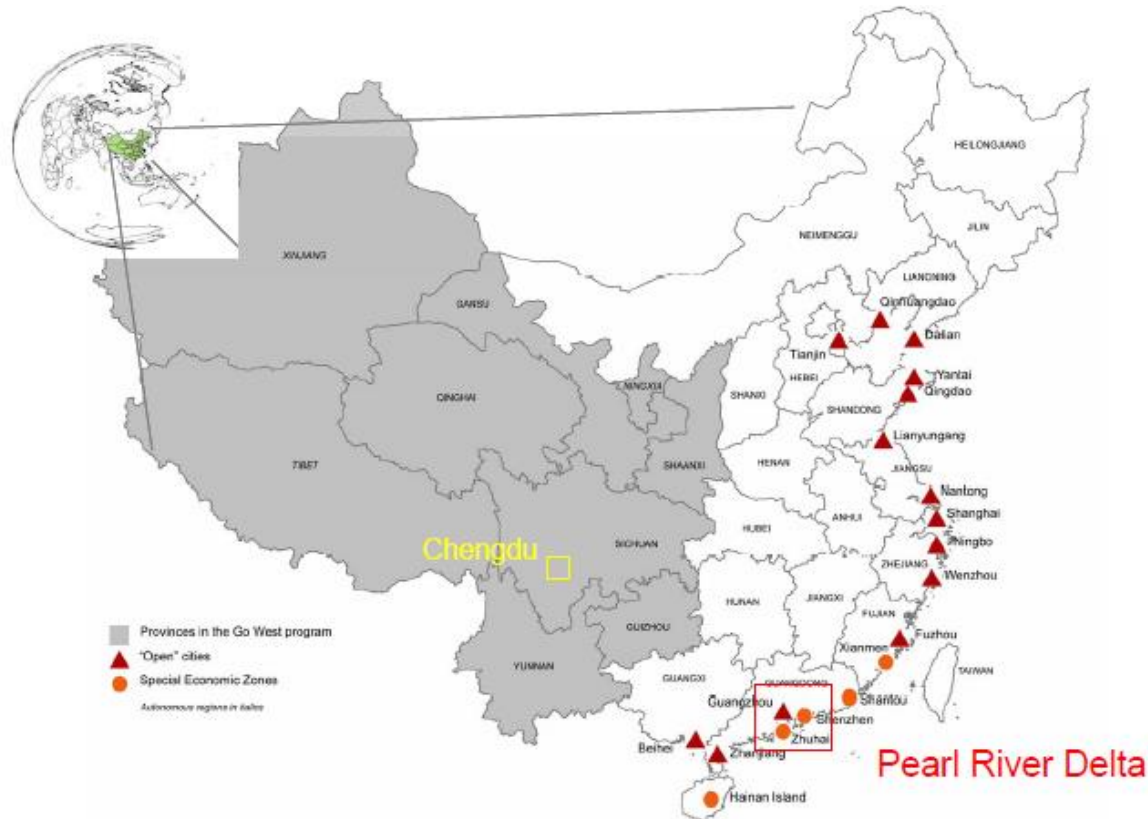 HEILONGJIANG
JILIN
NEIMENGGU
XINJIANG
LIAONING
GANSU
Qinhuangdao
Dalian
Tianjin
Yantai
HEBEI
Qingdao
NINGXIA
SHANXI
QINGHAI
SHANDONG
Lianyungang
HENAN
TIBET
SHAANXI
JIANGSU
Nantong
Shanghai
ANHUI
HUBEI
SICHUAN
Ningbo
Chengdu
ZHEJIANG
Wenzhou
HUNAN
JIANGXI
FUJIAN
GUIZHOU
Provinces in the Go West program
Fuzhou
Xianmen
"Open" cities
YUNNAN
TAIWAN
GUANGXI
GUANGDONG
Special Economic Zones
Guangzhou
Shantou
Autonomous regions in italics
Shenzhen
Zhuhai
Beihei
Zhanjiang
Pearl River Delta
Hainan Island